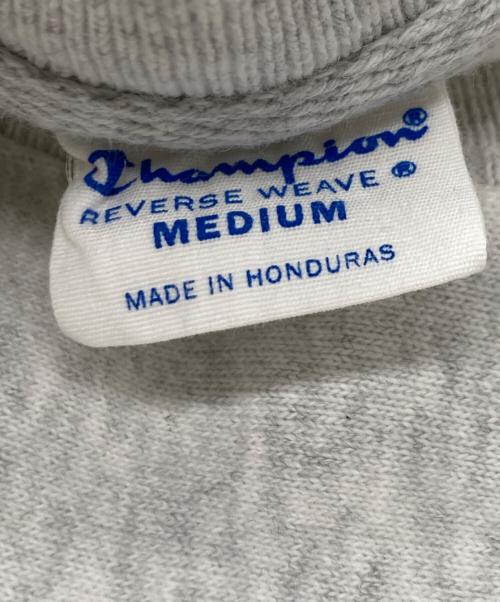 Champion®
REVERSE WEAVE ®
MEDIUM
MADE IN HONDURAS